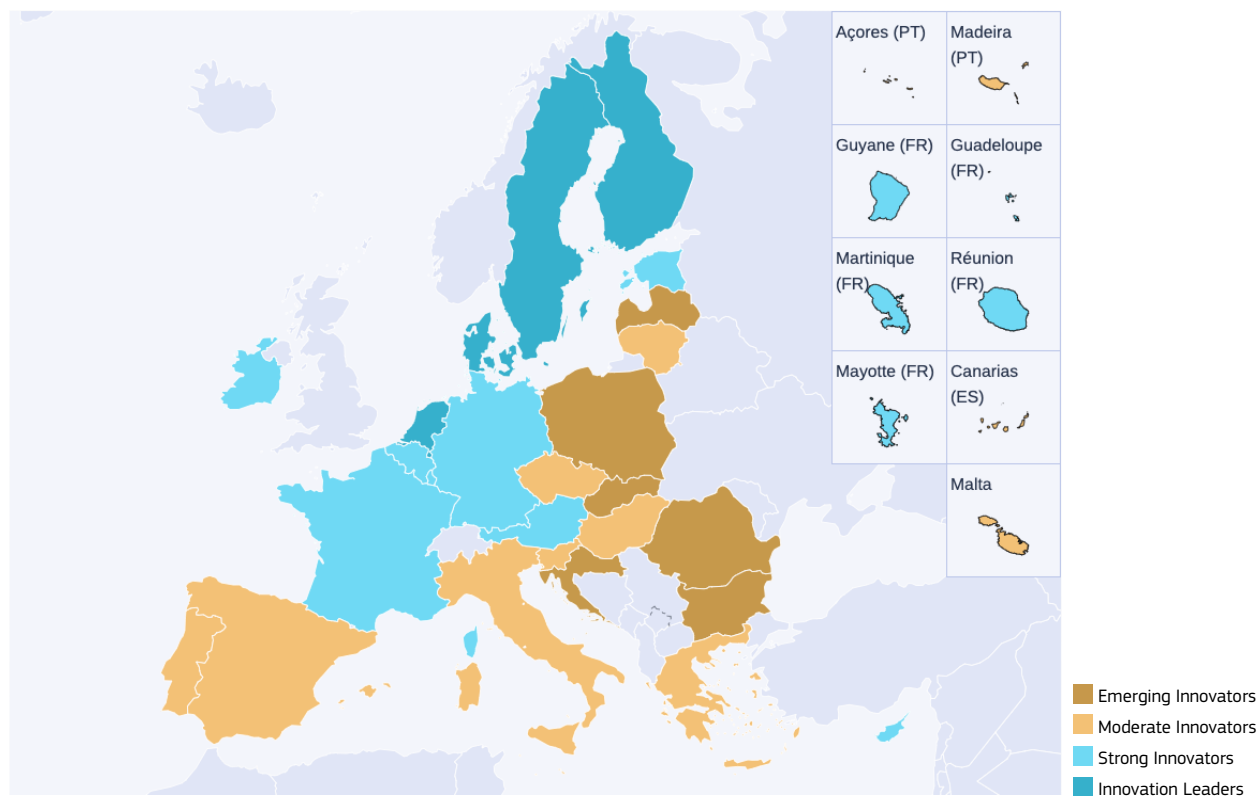 Açores (PT)
Madeira
(PT)
Guyane (FR)
Guadeloupe
(FR)
Martinique
(FR)
Réunion
(FR)
Mayotte (FR)
Canarias
(ES)
Malta
Emerging Innovators
Moderate Innovators
Strong Innovators
Innovation Leaders